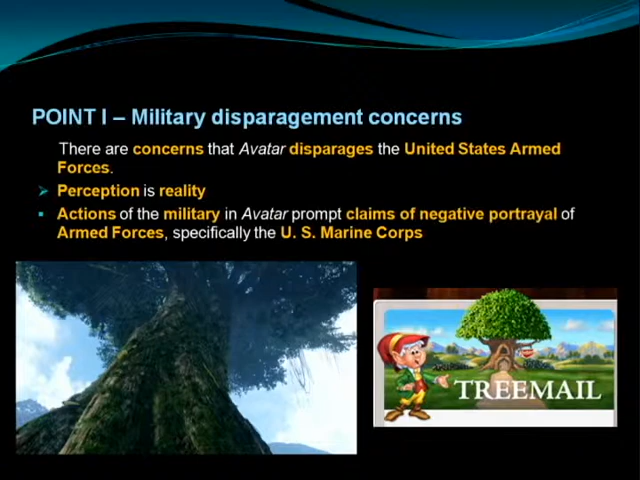 POINT I – Military disparagement concerns
There are concerns that Avatar disparages the United States Armed
Forces.
Perception is reality
Actions of the military in Avatar prompt claims of negative portrayal of
Armed Forces, specifically the U. S. Marine Corps
TREEMAIL